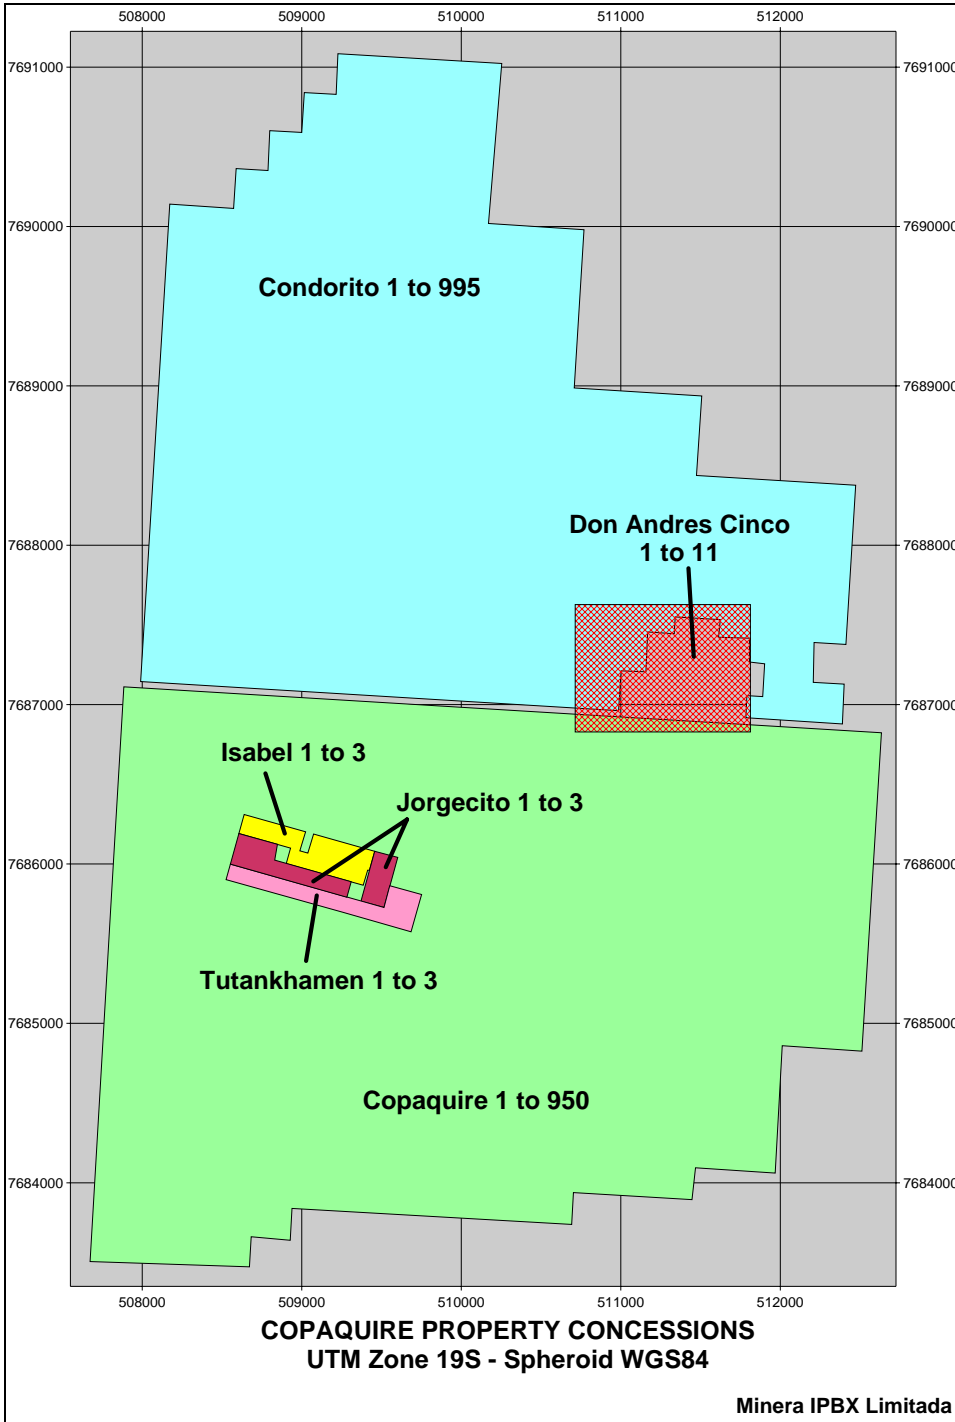 508000 509000 510000 511000 512000
7691000 7691000
7690000 7690000
Condorito 1 to 995
7689000 7689000
Don Andres Cinco
1 to 11
7688000 7688000
7687000 7687000
Isabel 1 to 3
Jorgecito 1 to 3
7686000 7686000
Tutankhamen 1 to 3
7685000 7685000
Copaquire 1 to 950
7684000 7684000
508000 509000 510000 511000 512000
COPAQUIRE PROPERTY CONCESSIONS
UTM Zone 19S - Spheroid WGS84
Minera IPBX Limitada